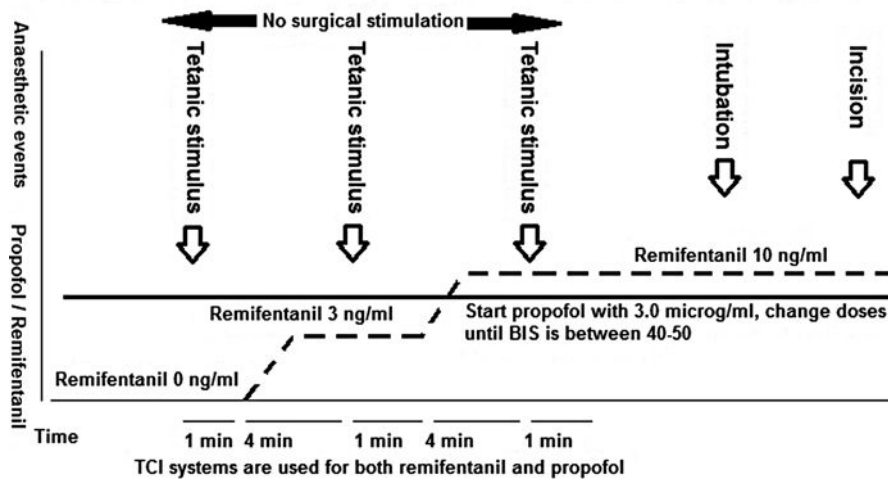 No surgical stimulation
Anaesthetic events
Tetanic stimulus
Tetanic stimulus
Tetanic stimulus
Intubation
Incision
Propofol / Remifentanil
Remifentanil 10 ng/ml
Remifentanil 3 ng/ml
Start propofol with 3.0 microg/ml, change doses
until BIS is between 40-50
Remifentanil 0 ng/ml
Time
1 min 4 min 1 min 4 min 1 min
TCI systems are used for both remifentanil and propofol